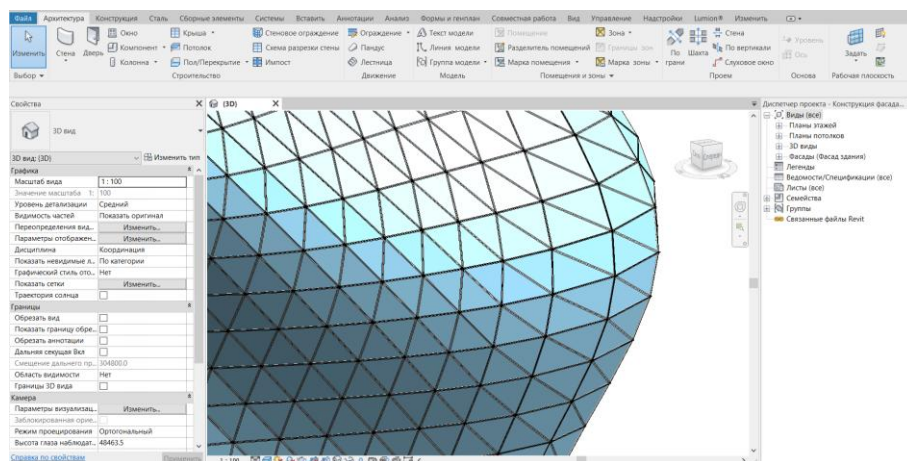 Файл Архитектура Конструкция Сталь Сборные элементы Системы Вставить Аннотации Анализ Формы и генплан Совместная работа Вид Управление Надстройки Lumion® Изменить
Изменить Стена Дверь Окно Крыша Стеновое ограждение Ограждение Текст модели Помещение Зона По грани Шахта Стена Уровень Задать
Компонент Потолок Схема разрезки стены Пандус Линия модели Разделитель помещений Границы зон По вертикали Ось
Колонна Пол/Перекрытие Импост Лестница Группа модели Марка помещения Марка зоны Слуховое окно
Выбор Строительство Движение Модель Помещения и зоны Проем Основа Рабочая плоскость
Свойства
3D вид
3D вид: {3D} Изменить тип
Графика
Масштаб вида 1 : 100
Значение масштаба 1: 100
Уровень детализации Средний
Видимость частей Показать оригинал
Переопределения вид... Изменить...
Параметры отображен... Изменить...
Дисциплина Координация
Показать невидимые л... По категории
Графический стиль ото... Нет
Показать сетки Изменить...
Траектория солнца
Границы
Обрезать вид
Показать границу обре...
Обрезать аннотации
Дальняя секущая Вкл
Смещение дальнего пр... 304800.0
Область видимости Нет
Границы 3D вида
Камера
Параметры визуализац... Изменить...
Заблокированная орие...
Режим проецирования Ортогональный
Высота глаза наблюдат... 48463.5
Справка по свойствам Применить
{3D}
1 : 100
Диспетчер проекта - Конструкция фасада...
Виды (все)
Планы этажей
Планы потолков
3D виды
Фасады (Фасад здания)
Легенды
Ведомости/Спецификации (все)
Листы (все)
Семейства
Группы
Связанные файлы Revit